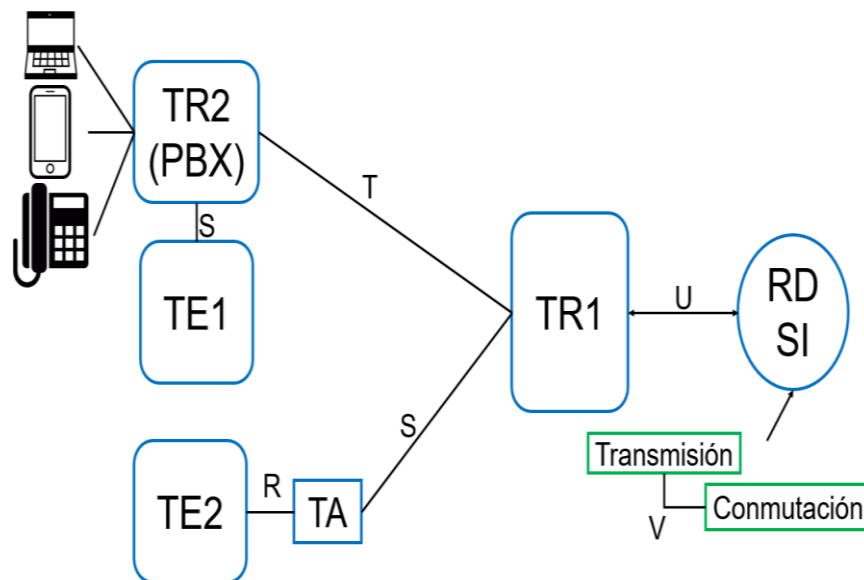 TR2
(PBX)
T
S
TE1
TR1
U
RD
SI
S
Transmisión
R
TE2
TA
Conmutación
V